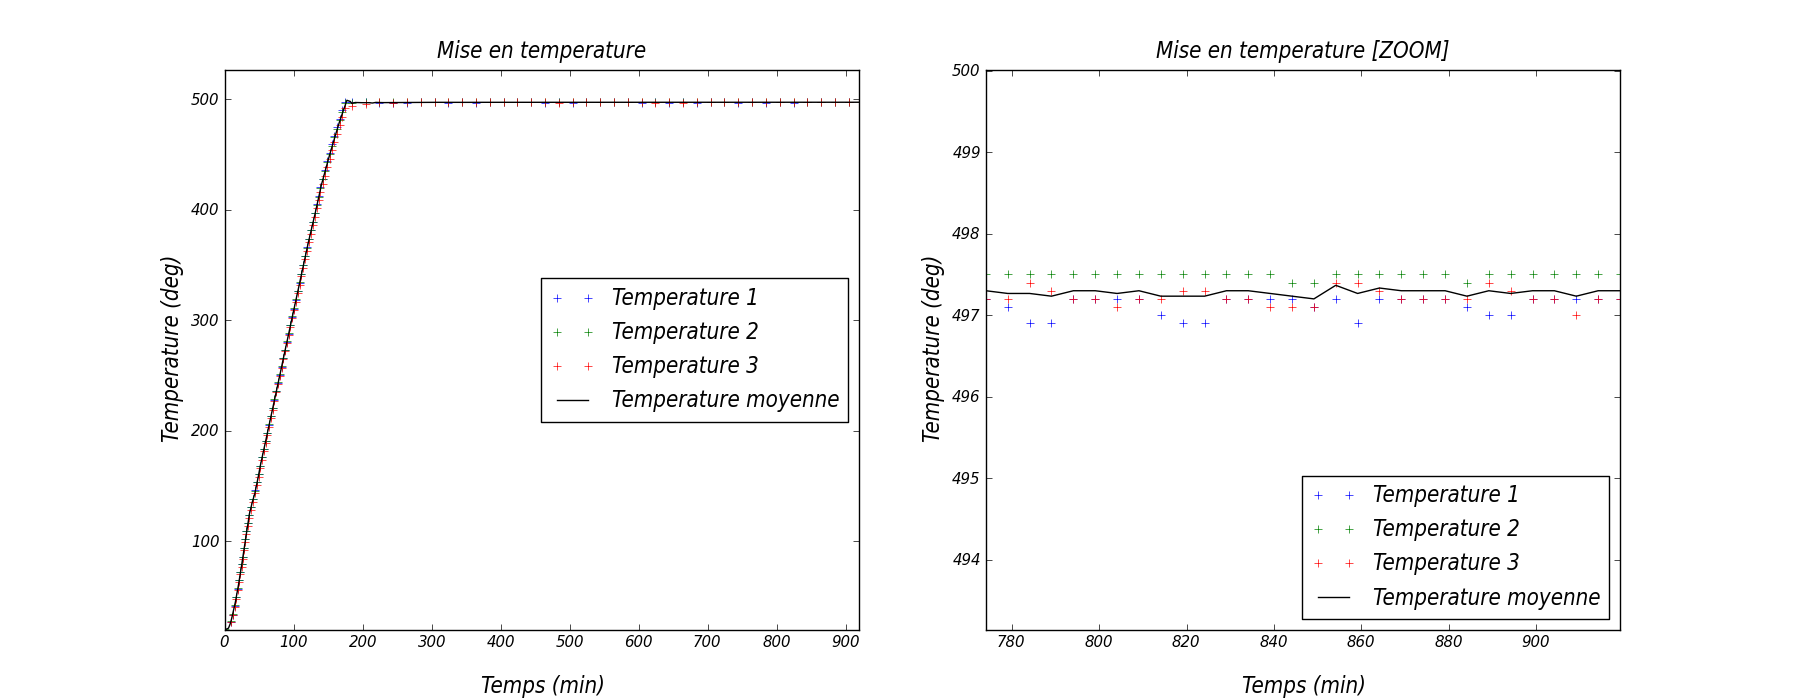 Mise en temperature
500
400
300
200
100
Temperature (deg)
0 100 200 300 400 500 600 700 800 900
Temps (min)
Temperature 1
Temperature 2
Temperature 3
Temperature moyenne
Mise en temperature [ZOOM]
500
499
498
497
496
495
494
Temperature (deg)
780 800 820 840 860 880 900
Temps (min)
Temperature 1
Temperature 2
Temperature 3
Temperature moyenne